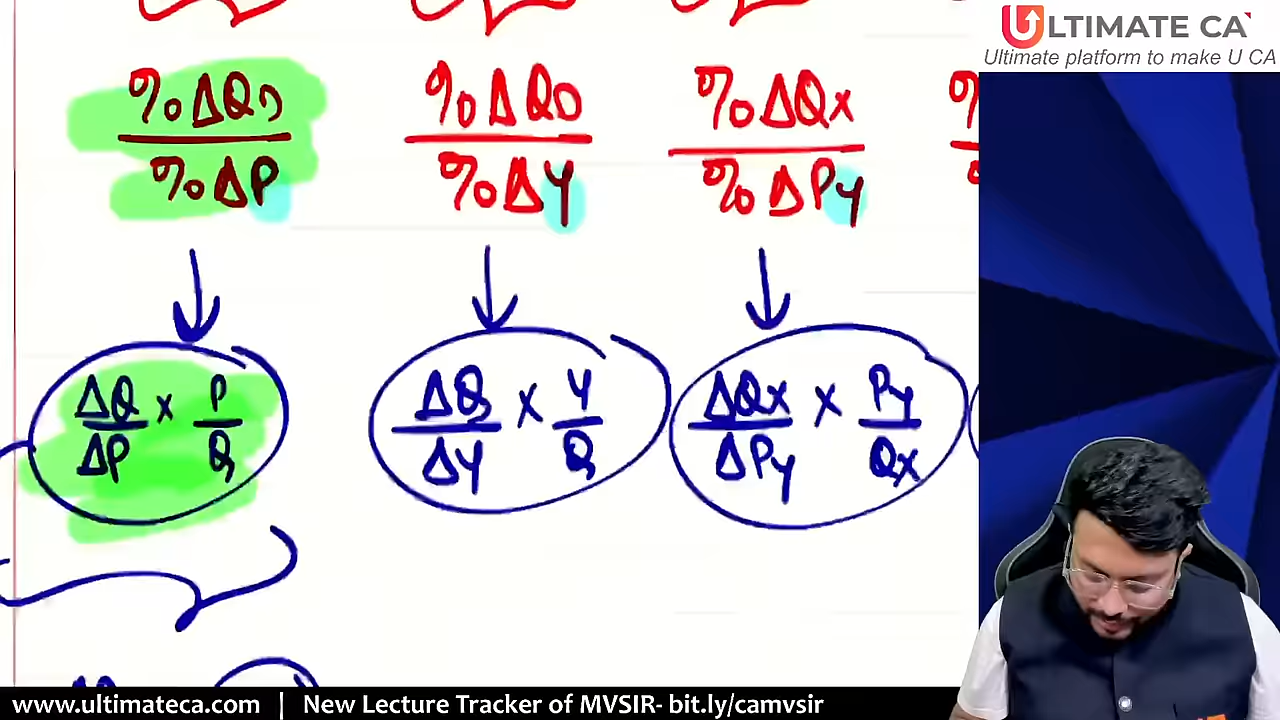 ULTIMATE CA
Ultimate platform to make U CA
%ΔQD
%ΔP
%ΔQD
%ΔY
%ΔQx
%ΔPy
%
ΔQ/ΔP × P/Q
ΔQ/ΔY × Y/Q
ΔQx/ΔPy × Py/Qx
www.ultimateca.com | New Lecture Tracker of MVSIR- bit.ly/camvsir